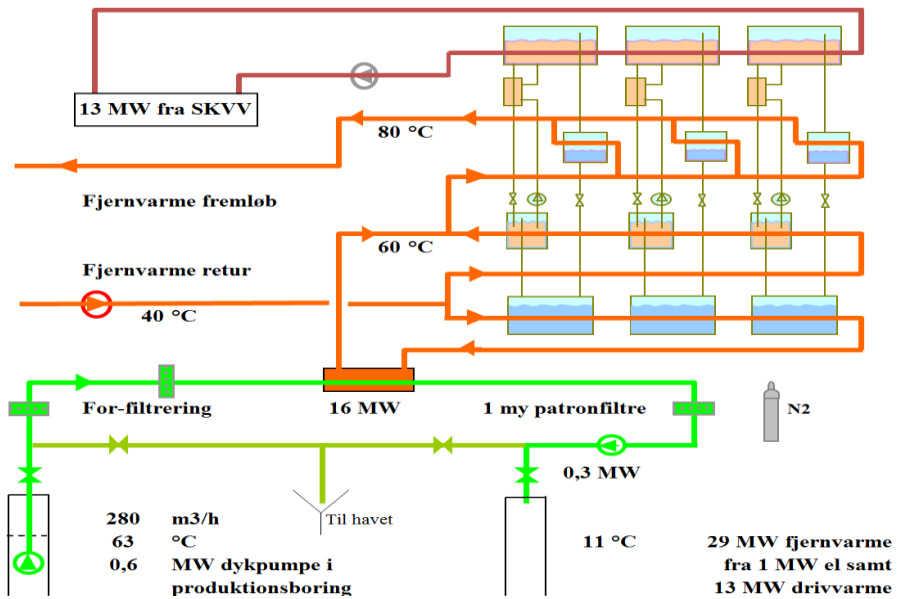 13 MW fra SKVV
80 °C
Fjernvarme fremløb
60 °C
Fjernvarme retur
40 °C
For-filtrering
16 MW
1 my patronfiltre
N2
0,3 MW
Til havet
280 m3/h
63 °C
0,6 MW dykpumpe i
produktionsboring
11 °C
29 MW fjernvarme
fra 1 MW el samt
13 MW drivvarme